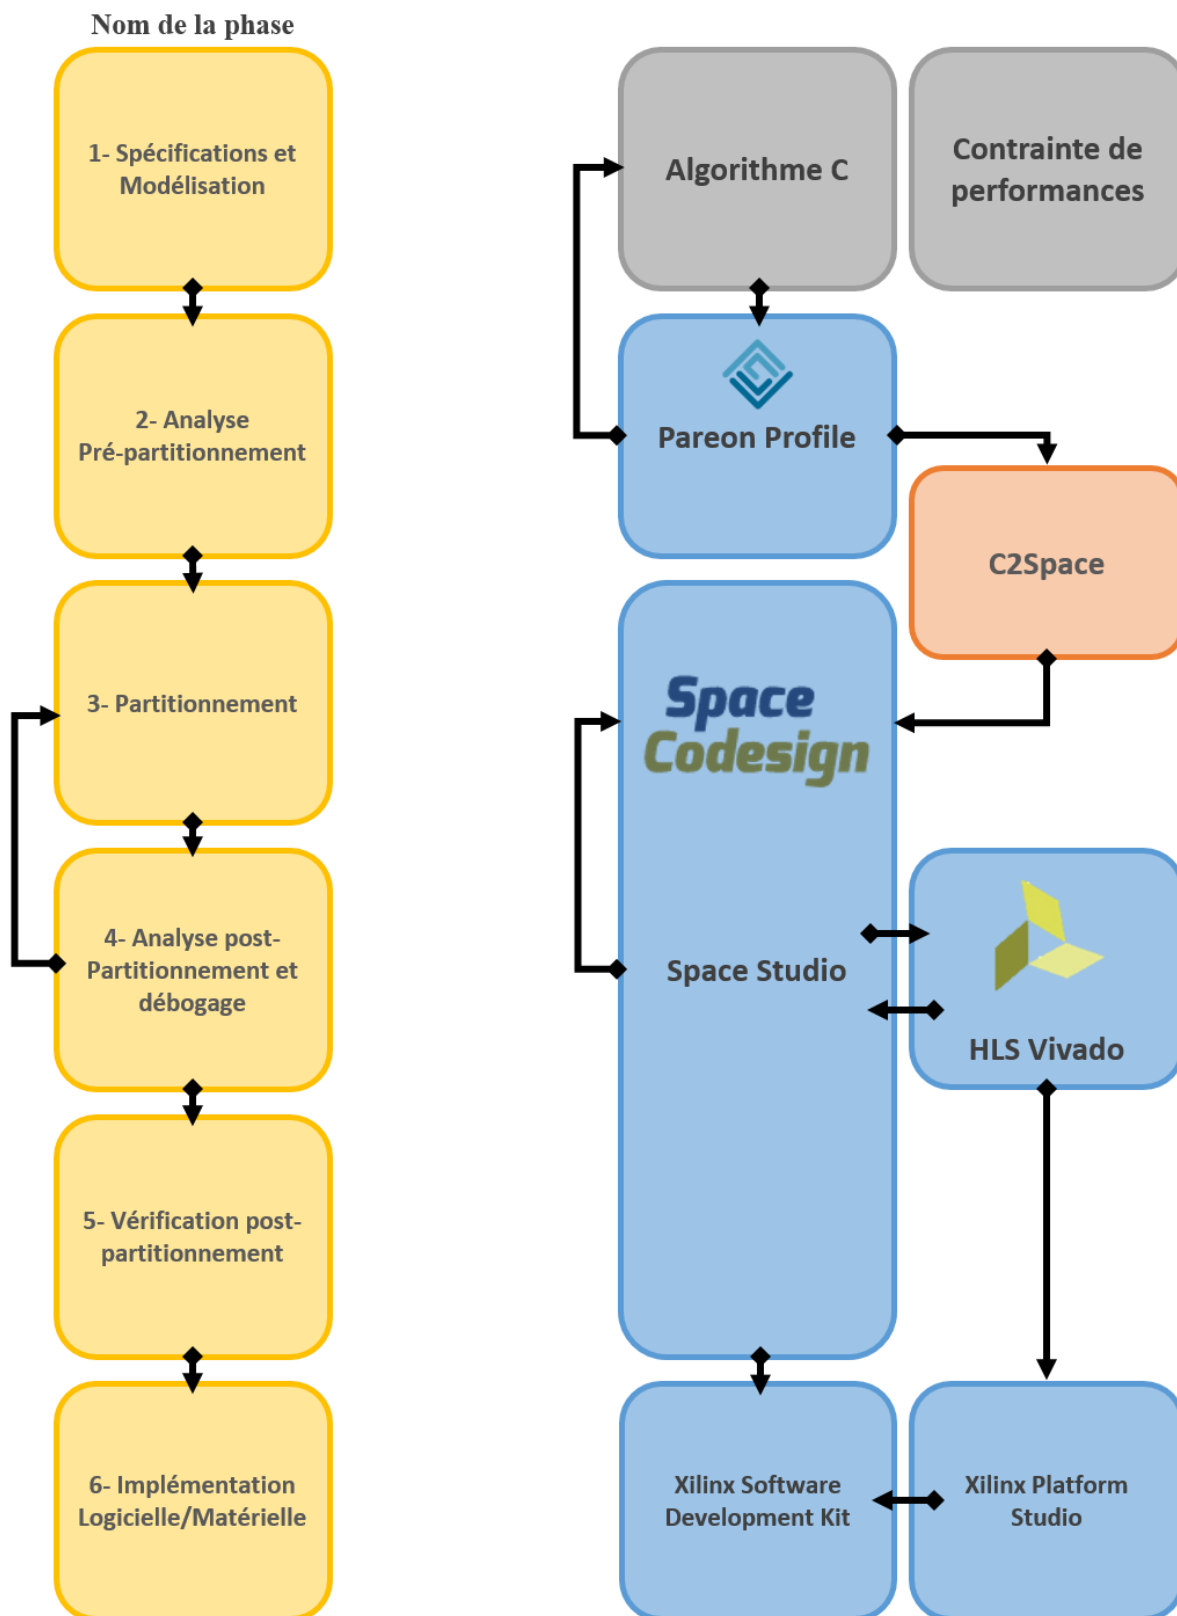 Nom de la phase
1- Spécifications et
Modélisation
Algorithme C
Contrainte de
performances
2- Analyse
Pré-partitionnement
Pareon Profile
C2Space
3- Partitionnement
Space
Codesign
4- Analyse post-
Partitionnement et
débogage
Space Studio
HLS Vivado
5- Vérification post-
partitionnement
6- Implémentation
Logicielle/Matérielle
Xilinx Software
Development Kit
Xilinx Platform
Studio